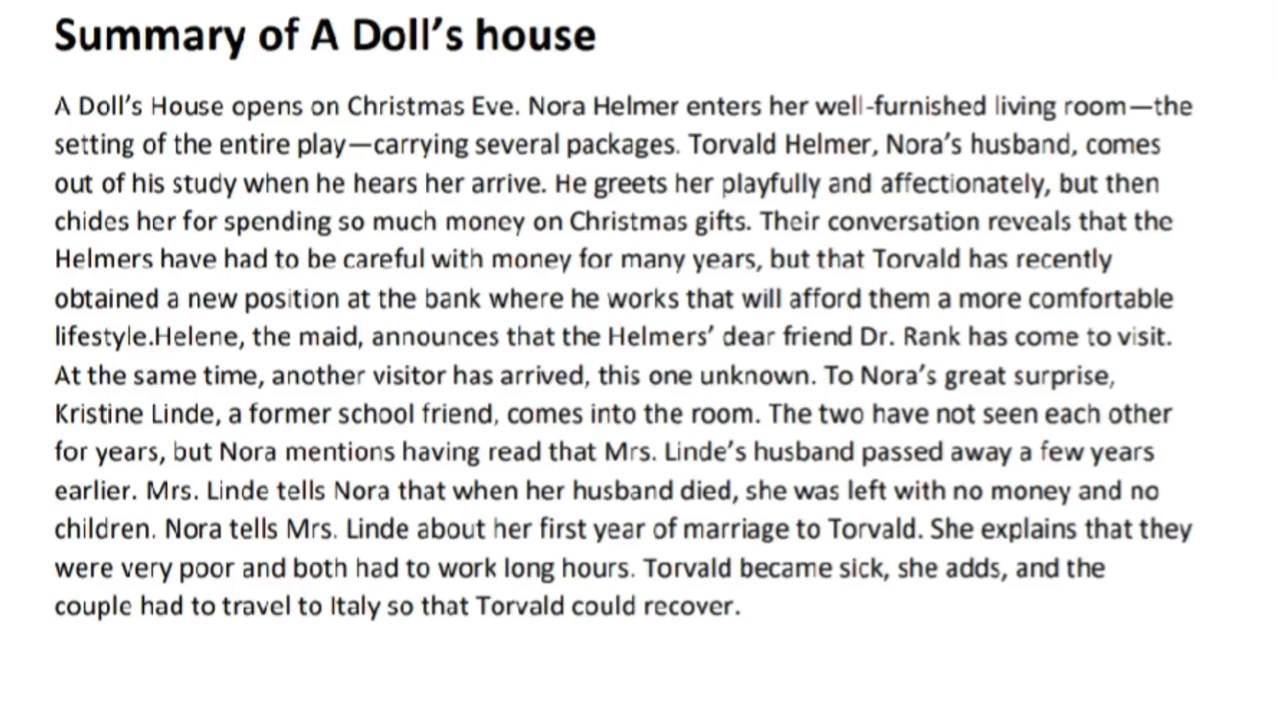 Summary of A Doll’s house
A Doll’s House opens on Christmas Eve. Nora Helmer enters her well-furnished living room—the
setting of the entire play—carrying several packages. Torvald Helmer, Nora’s husband, comes
out of his study when he hears her arrive. He greets her playfully and affectionately, but then
chides her for spending so much money on Christmas gifts. Their conversation reveals that the
Helmers have had to be careful with money for many years, but that Torvald has recently
obtained a new position at the bank where he works that will afford them a more comfortable
lifestyle.Helene, the maid, announces that the Helmers’ dear friend Dr. Rank has come to visit.
At the same time, another visitor has arrived, this one unknown. To Nora’s great surprise,
Kristine Linde, a former school friend, comes into the room. The two have not seen each other
for years, but Nora mentions having read that Mrs. Linde’s husband passed away a few years
earlier. Mrs. Linde tells Nora that when her husband died, she was left with no money and no
children. Nora tells Mrs. Linde about her first year of marriage to Torvald. She explains that they
were very poor and both had to work long hours. Torvald became sick, she adds, and the
couple had to travel to Italy so that Torvald could recover.